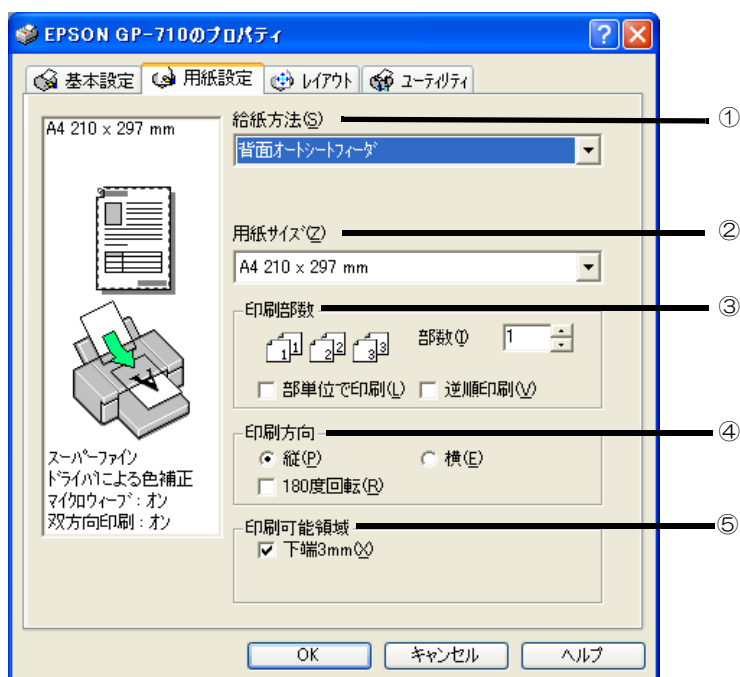 EPSON GP-710のプロパティ
基本設定 用紙設定 レイアウト ユーティリティ
A4 210 x 297 mm
給紙方法(S) ①
背面オートシートフィーダ
用紙サイズ(Z) ②
A4 210 x 297 mm
印刷部数 ③
1 1 2 2 3 3 部数(I) 1
部単位で印刷(L) 逆順印刷(V)
印刷方向 ④
縦(P) 横(E)
180度回転(R)
スーパーファイン
ドライバによる色補正
マイクロウィーブ：オン
双方向印刷：オン
印刷可能領域 ⑤
下端3mm(X)
OK キャンセル ヘルプ